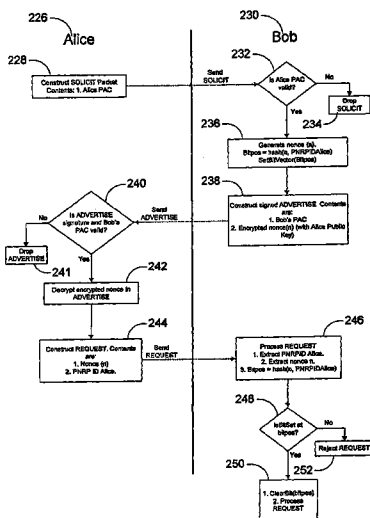 226
Alice
230
Bob
228
Construct SOLICIT Packet
Contents: 1. Alice PAC
Send
SOLICIT
232
Is Alice PAC
valid?
No
Yes
Drop
SOLICIT
234
236
Generate nonce (n).
Bitpos = hash(n, PNRPIDAlice)
SetBitVector(Bitpos)
238
Construct signed ADVERTISE Contents
are:
1. Bob's PAC
2. Encrypted nonce(n) (with Alice Public
Key)
Send
ADVERTISE
240
Is ADVERTISE
signature and Bob's
PAC valid?
No
Yes
Drop
ADVERTISE
241
242
Decrypt encrypted nonce in
ADVERTISE
244
Construct REQUEST. Contents
are:
1. Nonce (n)
2. PNRP ID Alice.
Send
REQUEST
246
Process REQUEST
1. Extract PNRPID Alice.
2. Extract nonce n.
3. Bitpos = hash(n, PNRPIDAlice)
248
IsBitSet at
bitpos?
No
Yes
Reject REQUEST
252
250
1. ClearBit(bitpos)
2. Process
REQUEST